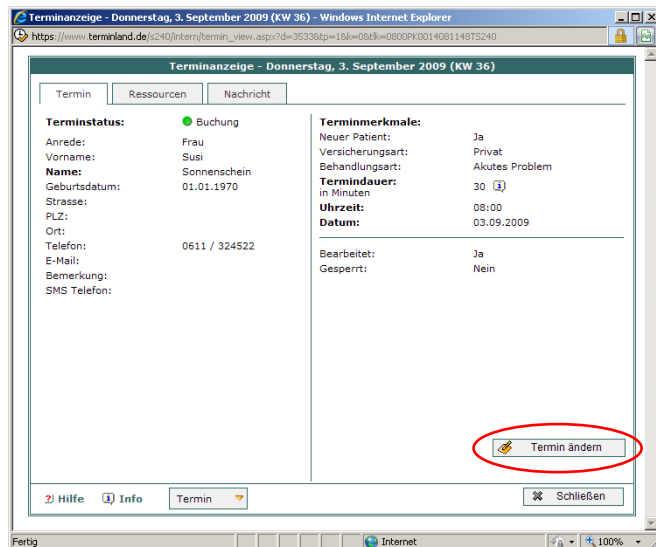 Terminanzeige - Donnerstag, 3. September 2009 (KW 36) - Windows Internet Explorer
https://www.terminland.de/s240/intern/termin_view.aspx?d=3533&tp=1&k=0&tlk=0800PK0014081148TS240
Terminanzeige - Donnerstag, 3. September 2009 (KW 36)
Termin Ressourcen Nachricht
Terminstatus: Buchung
Anrede: Frau
Vorname: Susi
Name: Sonnenschein
Geburtsdatum: 01.01.1970
Strasse:
PLZ:
Ort:
Telefon: 0611 / 324522
E-Mail:
Bemerkung:
SMS Telefon:
Terminmerkmale:
Neuer Patient: Ja
Versicherungsart: Privat
Behandlungsart: Akutes Problem
Termindauer: 30
in Minuten
Uhrzeit: 08:00
Datum: 03.09.2009
Bearbeitet: Ja
Gesperrt: Nein
Termin ändern
Hilfe Info Termin Schließen
Fertig Internet 100%